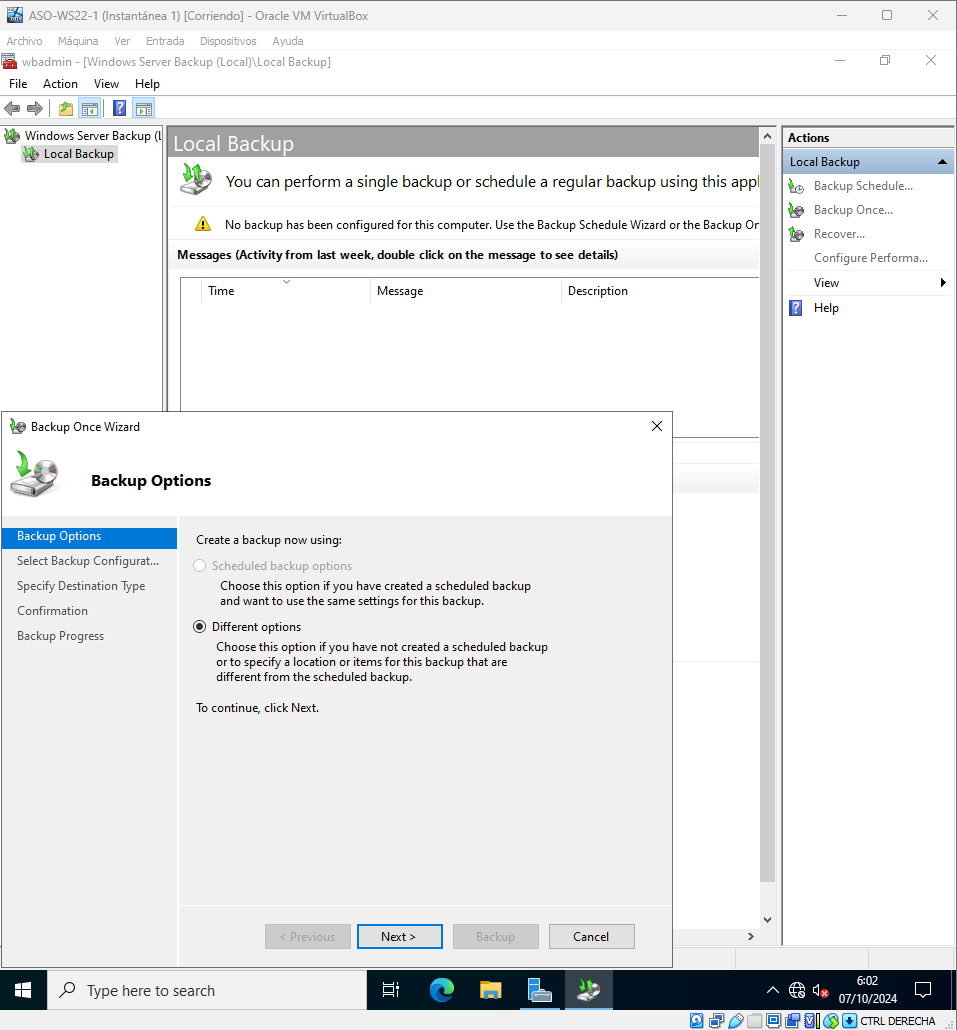 ASO-WS22-1 (Instantánea 1) [Corriendo] - Oracle VM VirtualBox
Archivo Máquina Ver Entrada Dispositivos Ayuda
wbadmin - [Windows Server Backup (Local)\Local Backup]
File Action View Help
Windows Server Backup (L
Local Backup
Local Backup
You can perform a single backup or schedule a regular backup using this appl
No backup has been configured for this computer. Use the Backup Schedule Wizard or the Backup On
Messages (Activity from last week, double click on the message to see details)
Time Message Description
Actions
Local Backup
Backup Schedule...
Backup Once...
Recover...
Configure Performa...
View
Help
Backup Once Wizard
Backup Options
Backup Options
Select Backup Configurat...
Specify Destination Type
Confirmation
Backup Progress
Create a backup now using:
Scheduled backup options
Choose this option if you have created a scheduled backup
and want to use the same settings for this backup.
Different options
Choose this option if you have not created a scheduled backup
or to specify a location or items for this backup that are
different from the scheduled backup.
To continue, click Next.
< Previous Next > Backup Cancel
Type here to search
6:02
07/10/2024
CTRL DERECHA